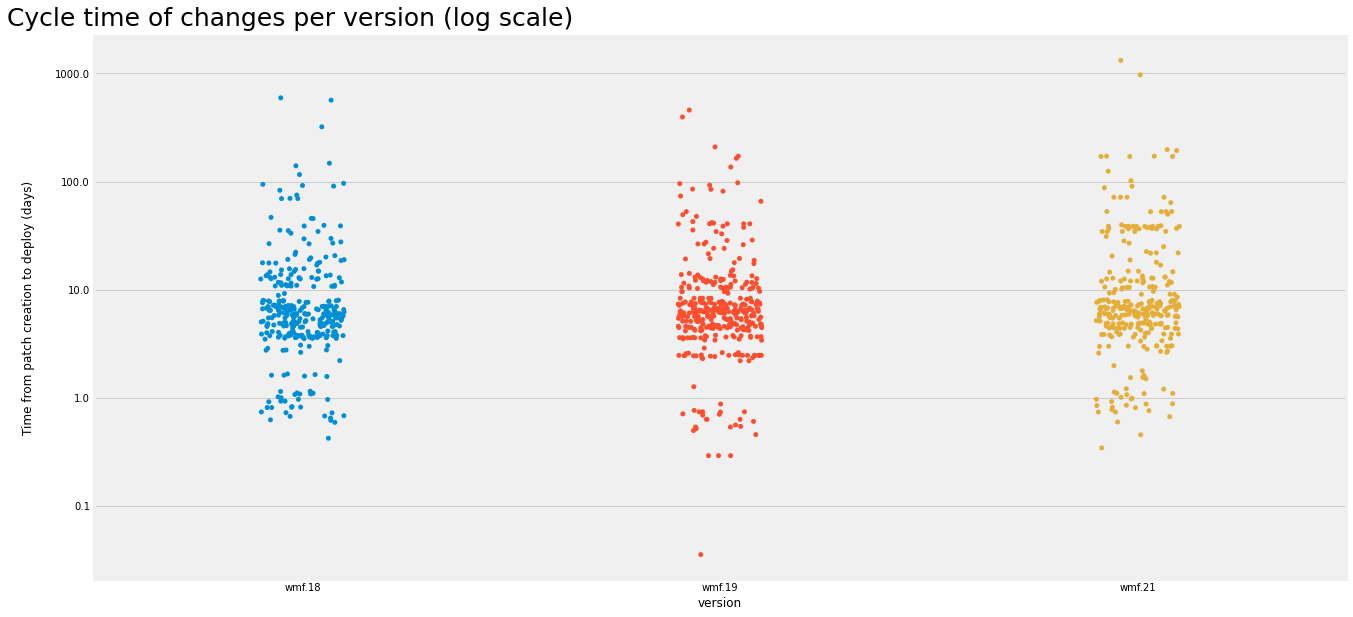 Cycle time of changes per version (log scale)
Time from patch creation to deploy (days)
1000.0
100.0
10.0
1.0
0.1
wmf.18
wmf.19
wmf.21
version